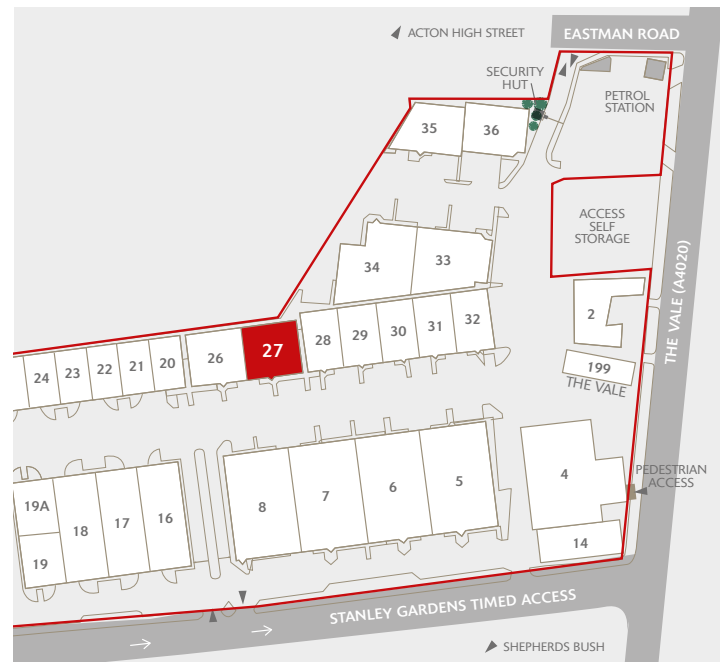 EASTMAN ROAD
ACTON HIGH STREET
SECURITY
HUT
PETROL
STATION
35
36
ACCESS
SELF
STORAGE
THE VALE (A4020)
34
33
2
28
29
30
31
32
27
26
20
21
22
23
24
199
THE VALE
4
PEDESTRIAN
ACCESS
14
5
6
7
8
16
17
18
19A
19
STANLEY GARDENS TIMED ACCESS
SHEPHERDS BUSH